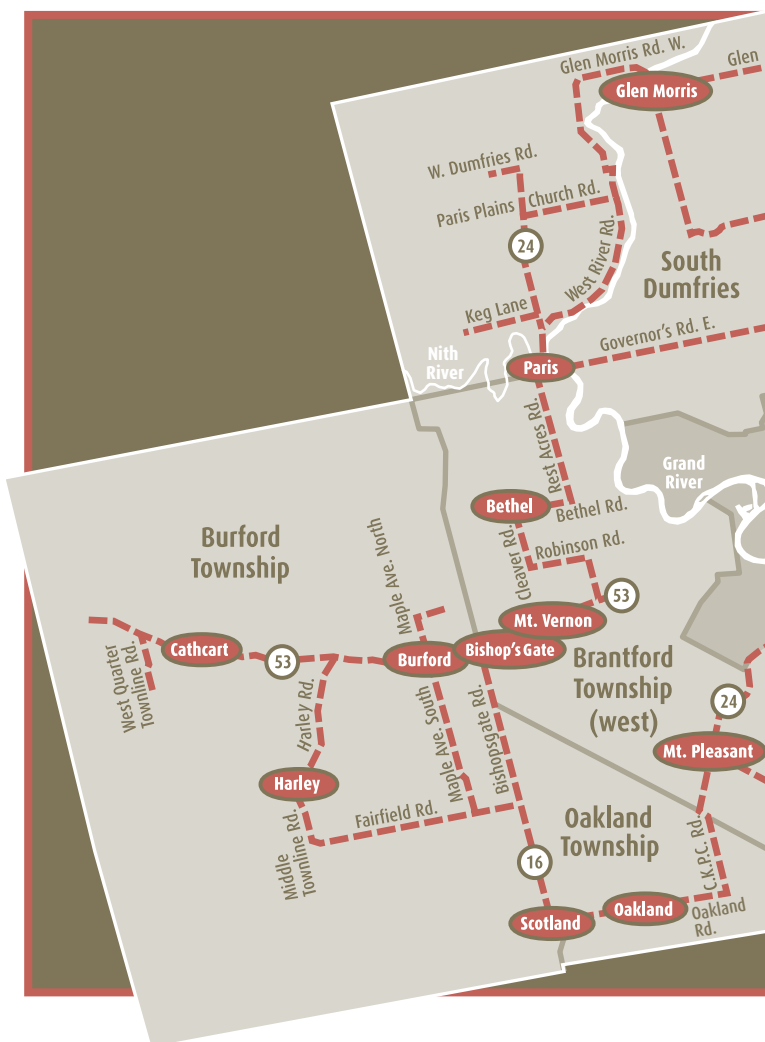 Glen Morris Rd. W.
Glen
Glen Morris
W. Dumfries Rd.
Paris Plains Church Rd.
24
West River Rd.
South
Dumfries
Keg Lane
Governor's Rd. E.
Nith
River
Paris
Rest Acres Rd.
Grand
River
Bethel
Bethel Rd.
Cleaver Rd.
Robinson Rd.
Burford
Township
Maple Ave. North
53
Mt. Vernon
Cathcart
53
Burford
Bishop's Gate
West Quarter
Townline Rd.
Harley Rd.
Maple Ave. South
Bishopsgate Rd.
Brantford
Township
(west)
24
Mt. Pleasant
Harley
Fairfield Rd.
Middle
Townline Rd.
Oakland
Township
16
C.K.P.C. Rd.
Scotland
Oakland
Oakland
Rd.